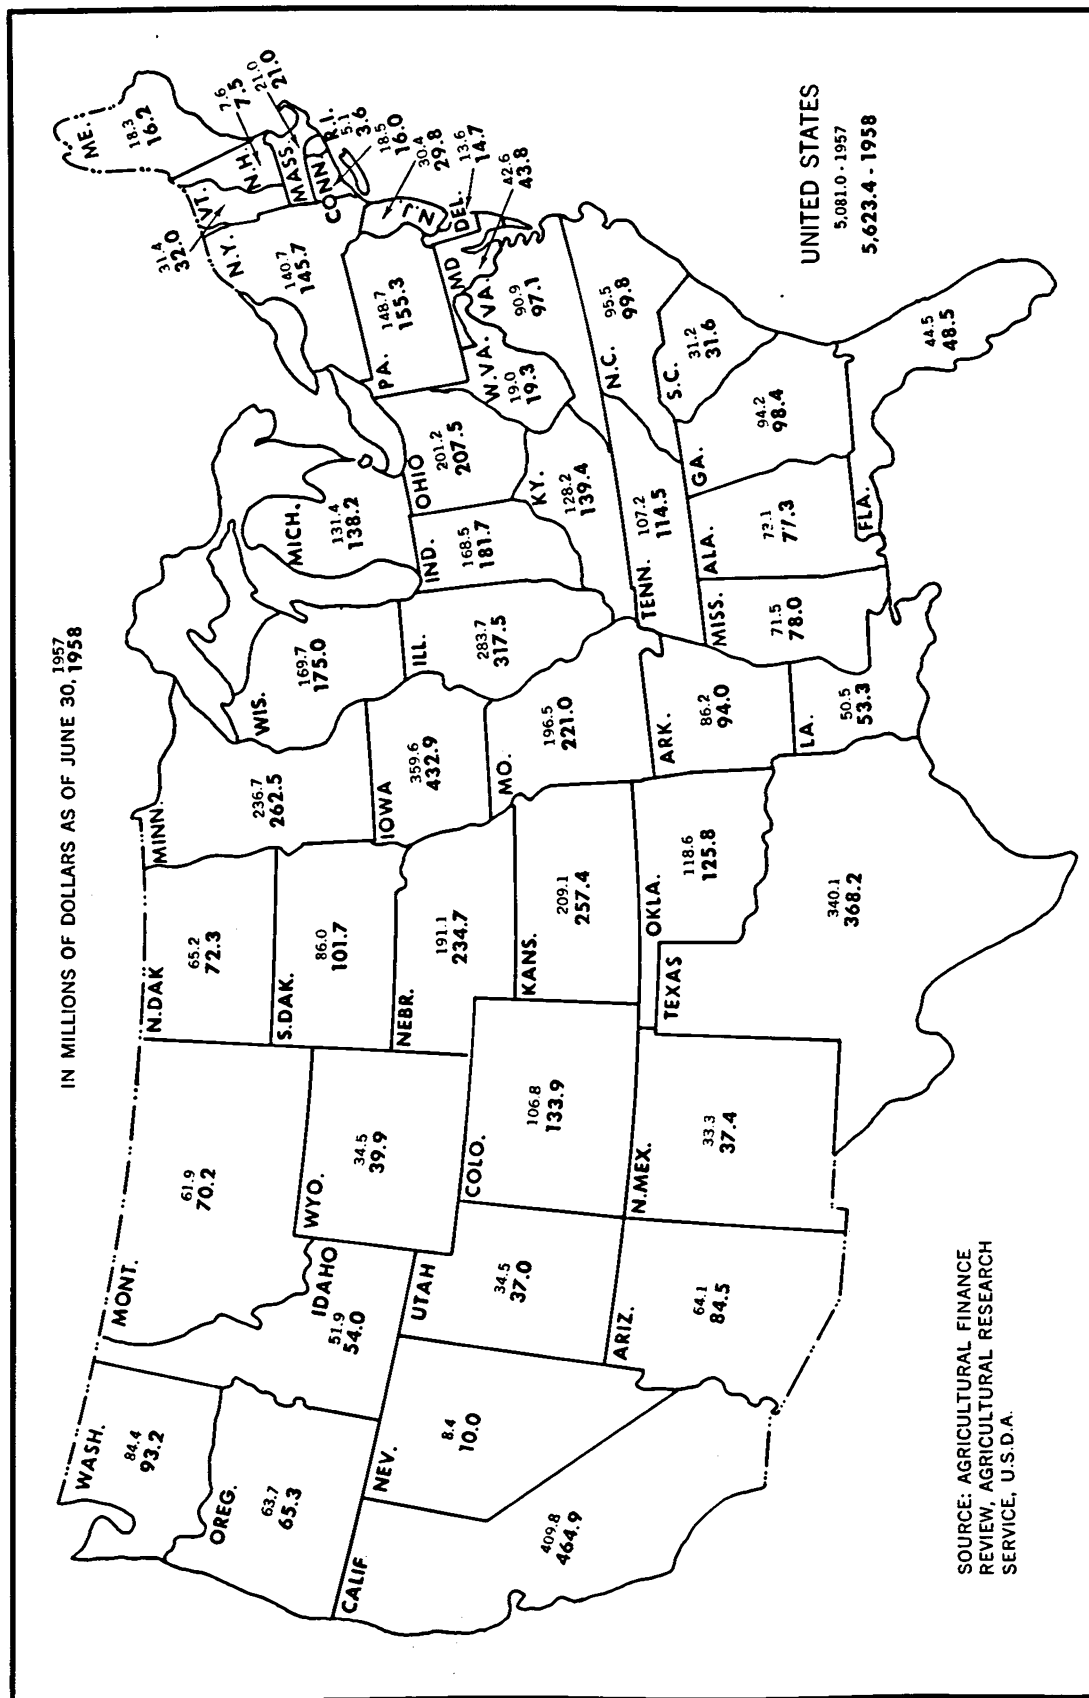 IN MILLIONS OF DOLLARS AS OF JUNE 30, 1957
1958
WASH.
84.4
93.2
OREG.
63.7
65.3
CALIF
409.8
464.9
NEV.
8.4
10.0
IDAHO
51.9
54.0
MONT.
61.9
70.2
WYO.
34.5
39.9
UTAH
34.5
37.0
COLO.
106.8
133.9
ARIZ.
64.1
84.5
N.MEX.
33.3
37.4
N.DAK
65.2
72.3
S.DAK.
86.0
101.7
NEBR.
191.1
234.7
KANS.
209.1
257.4
OKLA.
118.6
125.8
TEXAS
340.1
368.2
MINN.
236.7
262.5
IOWA
359.6
432.9
MO.
196.5
221.0
ARK.
86.2
94.0
LA.
50.5
53.3
WIS.
169.7
175.0
ILL.
283.7
317.5
MICH.
131.4
138.2
IND.
168.5
181.7
OHIO
201.2
207.5
KY.
128.2
139.4
TENN.
107.2
114.5
MISS.
71.5
78.0
ALA.
77.3
GA.
94.2
98.4
FLA.
44.5
48.5
S.C.
31.2
31.6
N.C.
95.5
99.8
VA.
90.9
97.1
W.VA.
19.0
19.3
MD
42.6
43.8
DEL.
13.6
14.7
PA.
148.7
155.3
N.J.
30.4
29.8
N.Y.
140.7
145.7
CONN.
18.5
16.0
R.I.
5.1
3.6
MASS.
21.0
21.0
VT.
31.4
32.0
N.H.
7.6
7.5
ME.
18.3
16.2
UNITED STATES
5,081.0 - 1957
5,623.4 - 1958
SOURCE: AGRICULTURAL FINANCE
REVIEW, AGRICULTURAL RESEARCH
SERVICE, U.S.D.A.